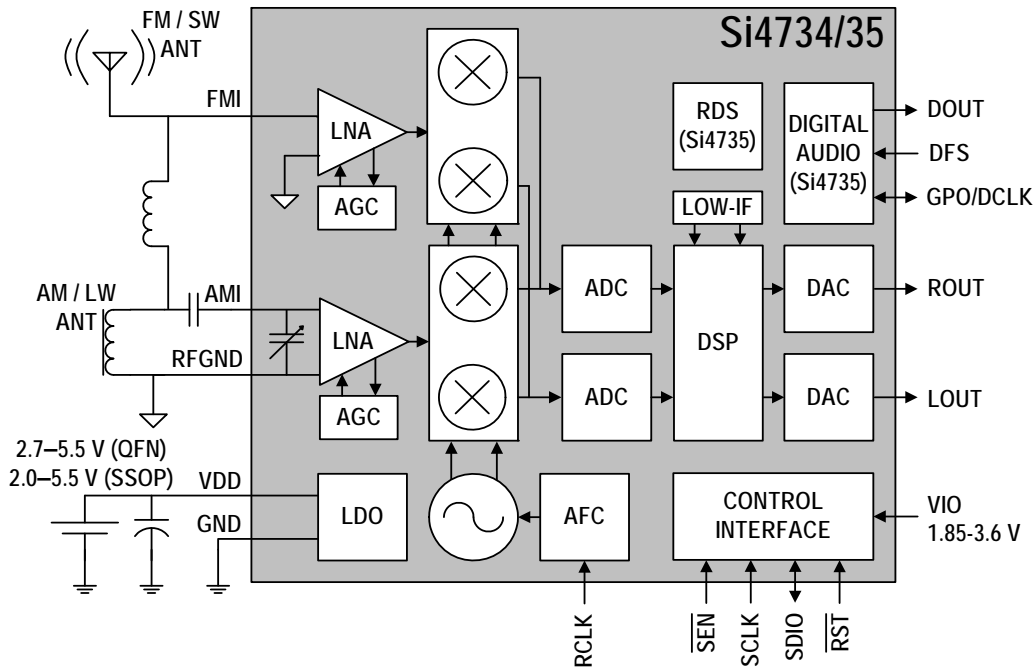 FM / SW
ANT
Si4734/35
FMI
LNA
AGC
RDS
(Si4735)
DIGITAL
AUDIO
(Si4735)
DOUT
DFS
GPO/DCLK
LOW-IF
AM / LW
ANT
AMI
RFGND
LNA
AGC
ADC
ADC
DSP
DAC
DAC
ROUT
LOUT
2.7–5.5 V (QFN)
2.0–5.5 V (SSOP)
VDD
GND
LDO
AFC
CONTROL
INTERFACE
VIO
1.85-3.6 V
RCLK
SEN
SCLK
SDIO
RST